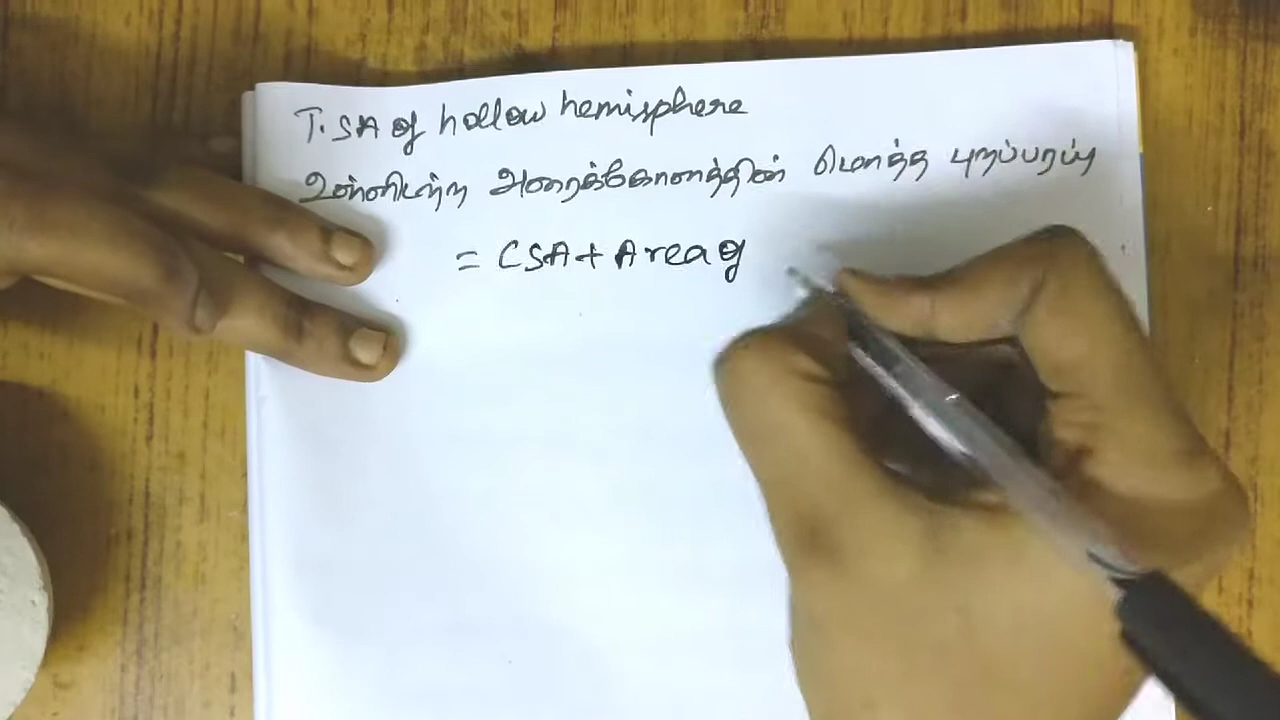 T.SA of hollow hemisphere
உள்ளீடற்ற அரைக்கோளத்தின் மொத்த புறப்பரப்பு
= CSA + Area of